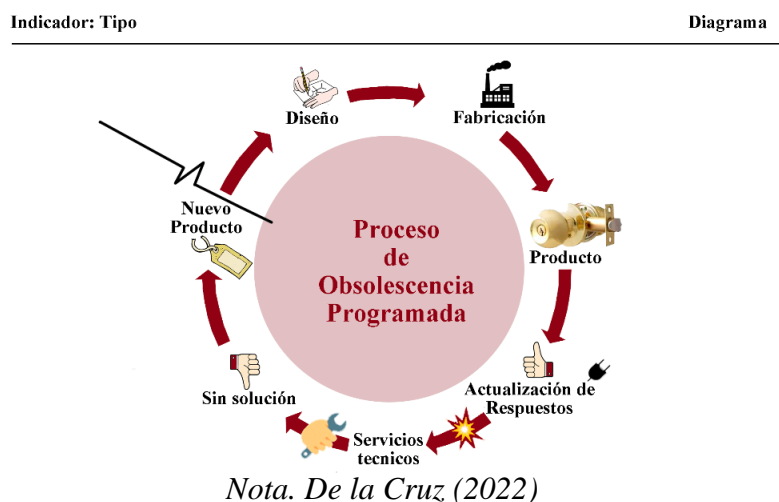 Indicador: Tipo
Diagrama
Diseño
Fabricación
Nuevo
Producto
Proceso
de
Obsolescencia
Programada
Producto
Actualización de
Respuestos
Sin solución
Servicios
tecnicos
Nota. De la Cruz (2022)